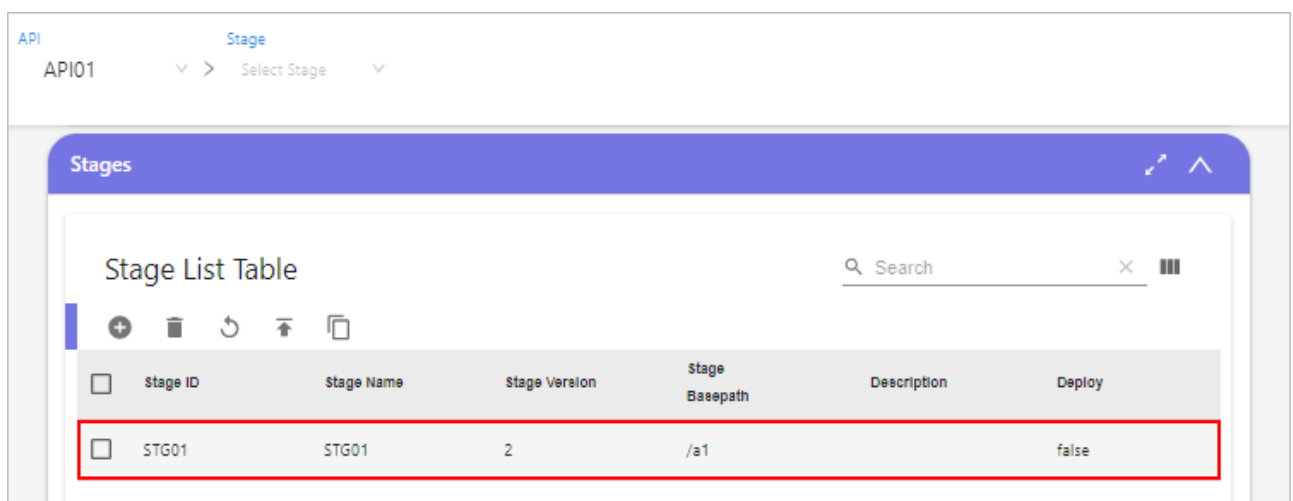 API Stage
API01 > Select Stage
Stages
Stage List Table Search
Stage ID Stage Name Stage Version Stage Basepath Description Deploy
STG01 STG01 2 /a1 false